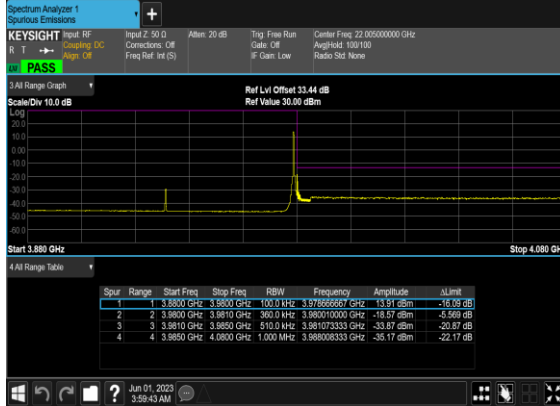 Spectrum Analyzer 1
Spurious Emissions
+
KEYSIGHT Input: RF Input Z: 50 Ω Atten: 20 dB Trig: Free Run Center Freq: 22.005000000 GHz
R T Coupling: DC Corrections: Off Gate: Off Avg|Hold: 100/100
Align: Off Freq Ref: Int (S) IF Gain: Low Radio Std: None
PASS
3 All Range Graph
Ref Lvl Offset 33.44 dB
Scale/Div 10.0 dB Ref Value 30.00 dBm
Log
20.0
10.0
0.00
-10.0
-20.0
-30.0
-40.0
-50.0
-60.0
Start 3.880 GHz Stop 4.080 GH
4 All Range Table
Spur Range Start Freq Stop Freq RBW Frequency Amplitude ΔLimit
1 1 3.8800 GHz 3.9800 GHz 100.0 kHz 3.978666667 GHz 13.91 dBm -16.09 dB
2 2 3.9800 GHz 3.9810 GHz 360.0 kHz 3.980010000 GHz -18.57 dBm -5.569 dB
3 3 3.9810 GHz 3.9850 GHz 510.0 kHz 3.981073333 GHz -33.87 dBm -20.87 dB
4 4 3.9850 GHz 4.0800 GHz 1.000 MHz 3.988008333 GHz -35.17 dBm -22.17 dB
? Jun 01, 2023
3:59:43 AM